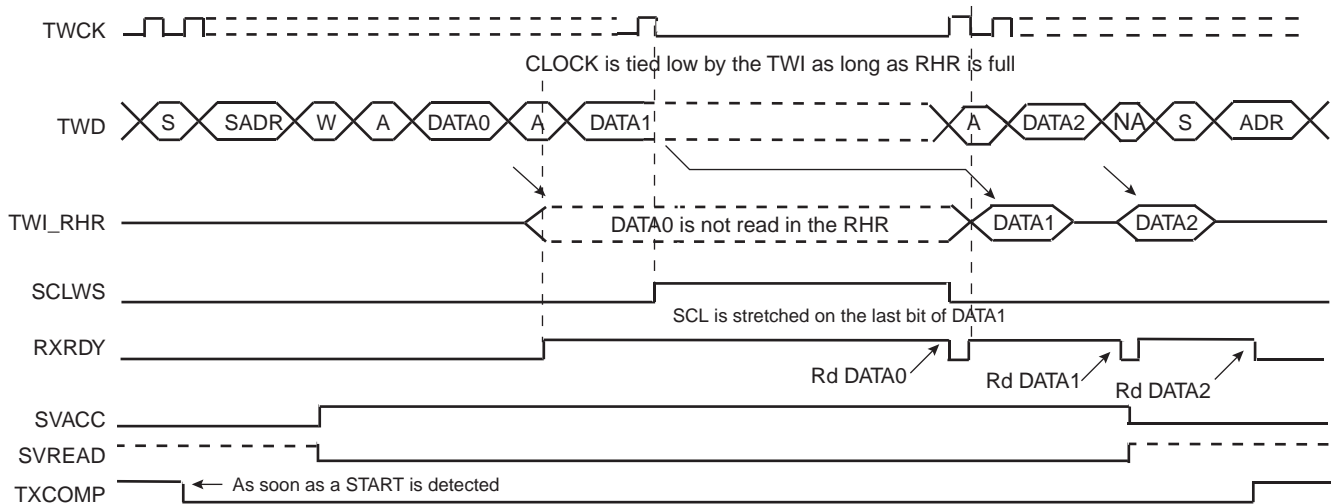 TWCK
CLOCK is tied low by the TWI as long as RHR is full
TWD S SADR W A DATA0 A DATA1 A DATA2 NA S ADR
TWI_RHR DATA0 is not read in the RHR DATA1 DATA2
SCLWS
SCL is stretched on the last bit of DATA1
RXRDY
Rd DATA0 Rd DATA1 Rd DATA2
SVACC
SVREAD
TXCOMP As soon as a START is detected